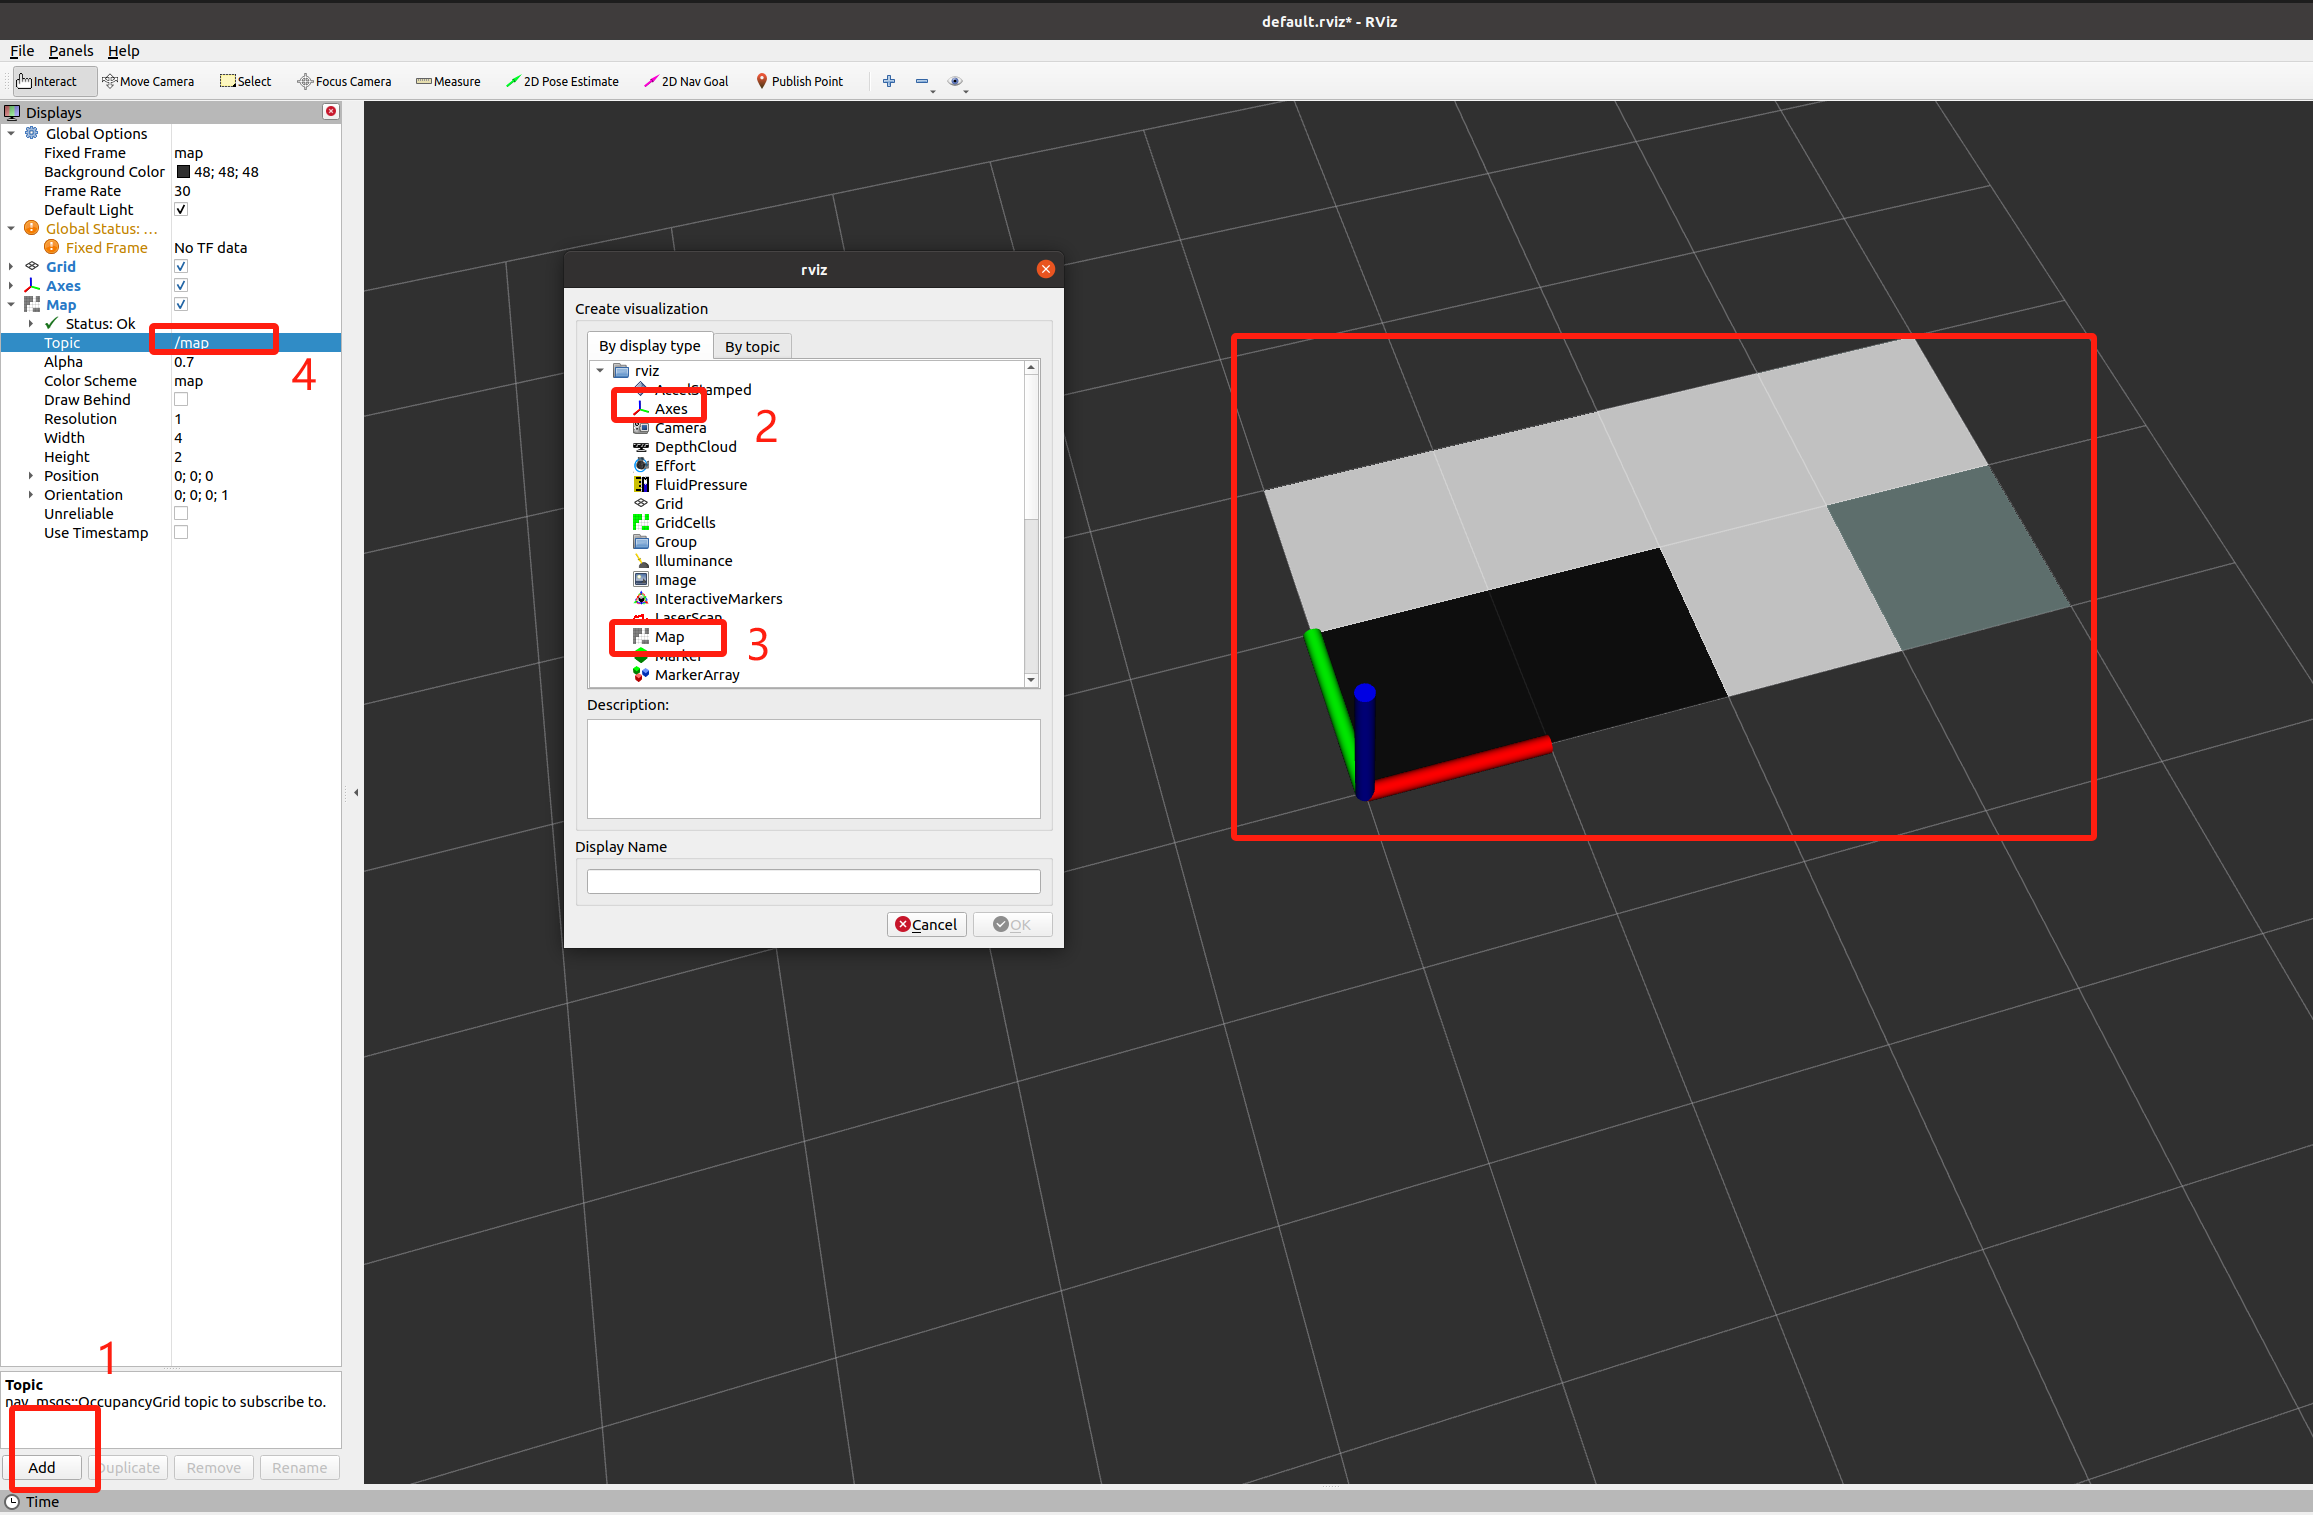 default.rviz* - RViz
File Panels Help
Interact Move Camera Select Focus Camera Measure 2D Pose Estimate 2D Nav Goal Publish Point
Displays
Global Options
Fixed Frame map
Background Color 48; 48; 48
Frame Rate 30
Default Light
Global Status: ...
Fixed Frame No TF data
Grid
Axes
Map
Status: Ok
Topic /map
4
Alpha 0.7
Color Scheme map
Draw Behind
Resolution 1
Width 4
Height 2
Position 0; 0; 0
Orientation 0; 0; 0; 1
Unreliable
Use Timestamp
1
Topic
nav_msgs::OccupancyGrid topic to subscribe to.
Add Duplicate Remove Rename
Time
rviz
Create visualization
By display type By topic
rviz
AccelStamped
Axes
2
Camera
DepthCloud
Effort
FluidPressure
Grid
GridCells
Group
Illuminance
Image
InteractiveMarkers
LaserScan
Map
3
Marker
MarkerArray
Description:
Display Name
Cancel OK